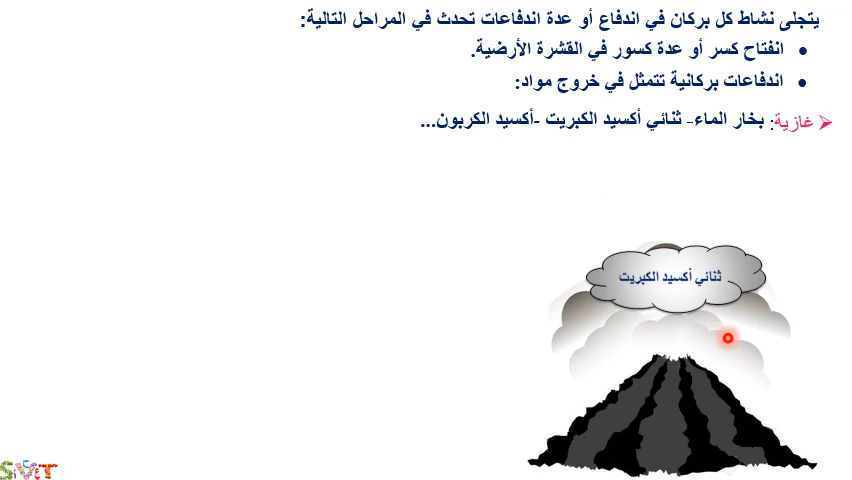 يتجلى نشاط كل بركان في اندفاع أو عدة اندفاعات تحدث في المراحل التالية:
• انفتاح كسر أو عدة كسور في القشرة الأرضية.
• اندفاعات بركانية تتمثل في خروج مواد:
➢ غازية: بخار الماء- ثنائي أكسيد الكبريت -أكسيد الكربون...
ثنائي أكسيد الكبريت
SVT